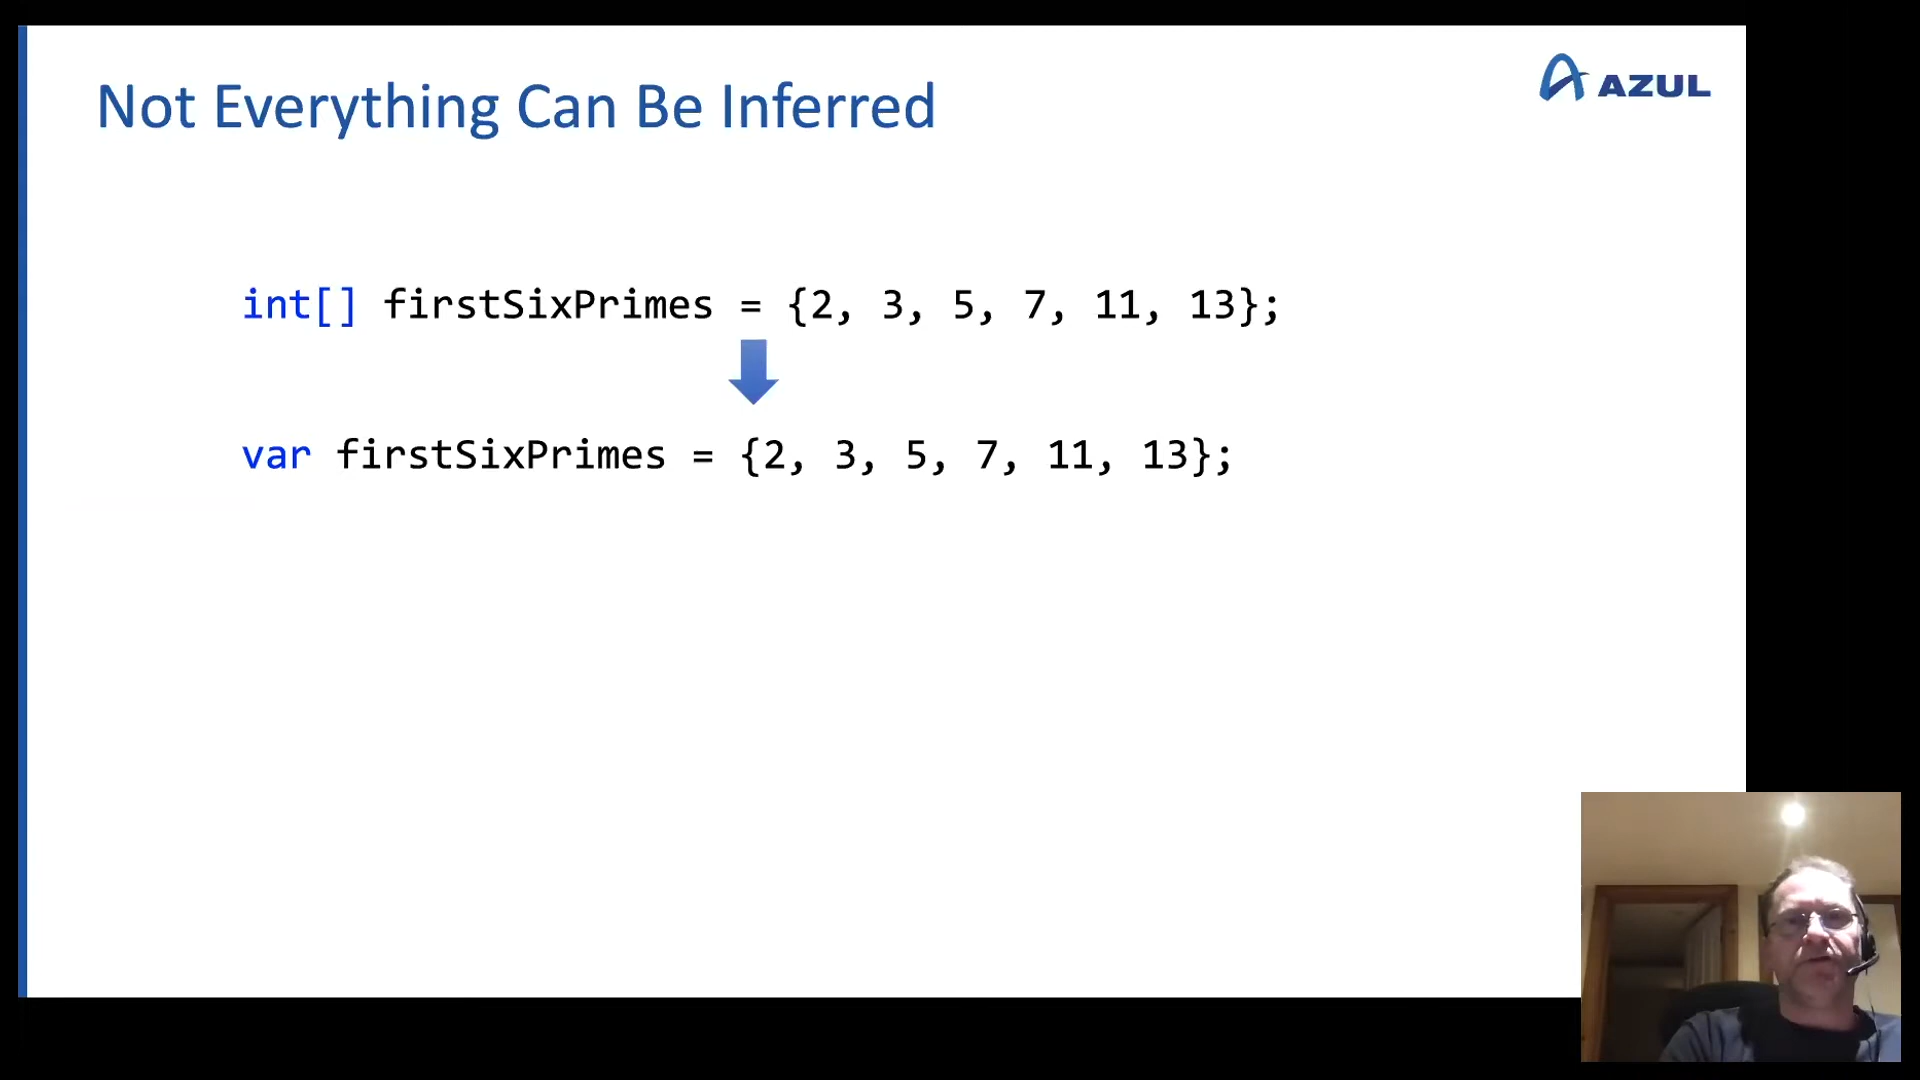 Not Everything Can Be Inferred
AZUL
int[] firstSixPrimes = {2, 3, 5, 7, 11, 13};
var firstSixPrimes = {2, 3, 5, 7, 11, 13};